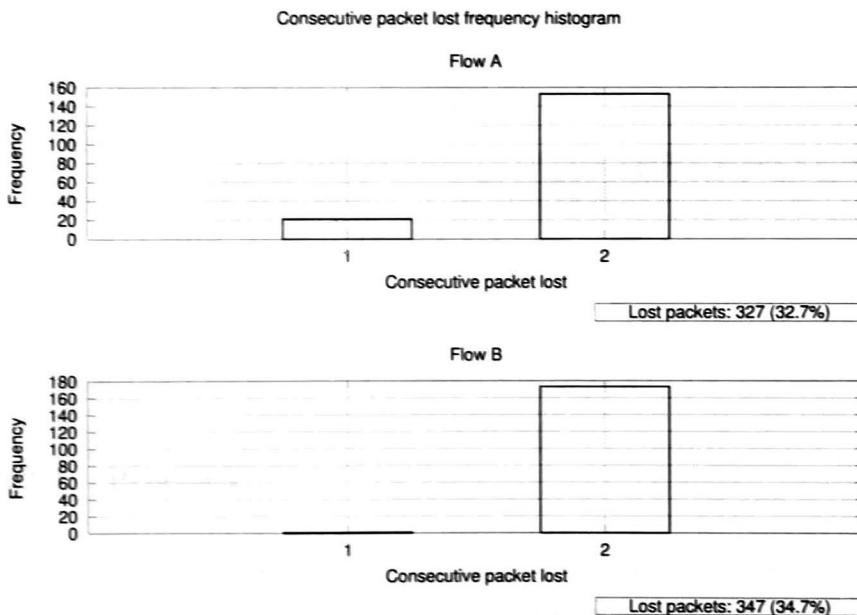 Consecutive packet lost frequency histogram
Flow A
160
140
120
100
80
60
40
20
0
Frequency
1 2
Consecutive packet lost
Lost packets: 327 (32.7%)
Flow B
180
160
140
120
100
80
60
40
20
0
Frequency
1 2
Consecutive packet lost
Lost packets: 347 (34.7%)